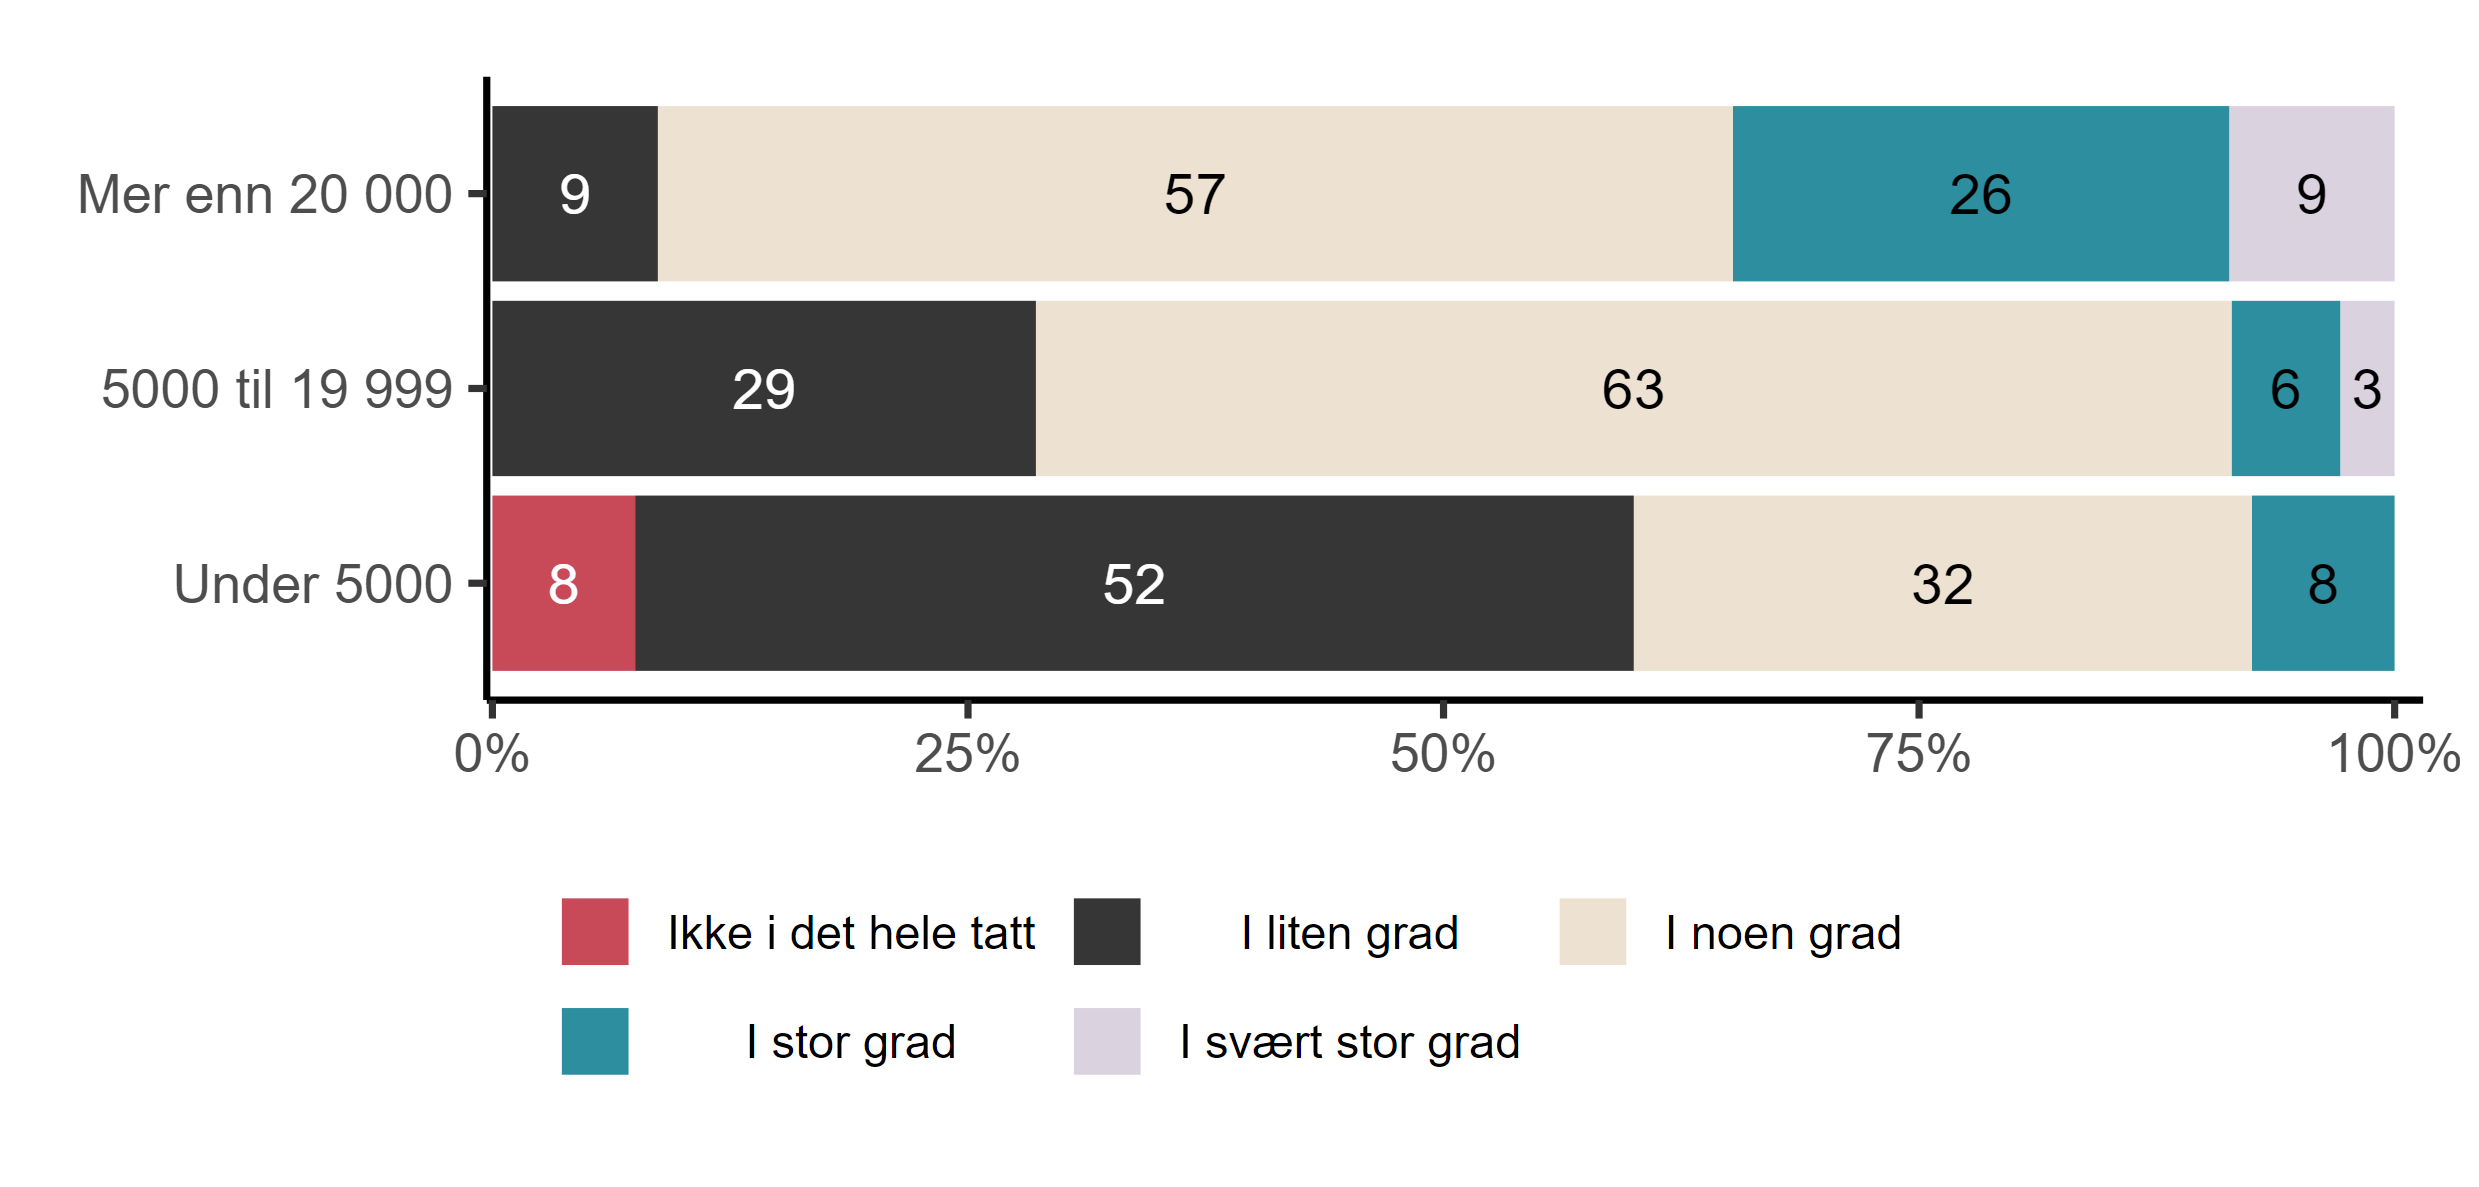 Mer enn 20 000 9 57 26 9
5000 til 19 999 29 63 6 3
Under 5000 8 52 32 8
0% 25% 50% 75% 100%
Ikke i det hele tatt I liten grad I noen grad
I stor grad I svært stor grad